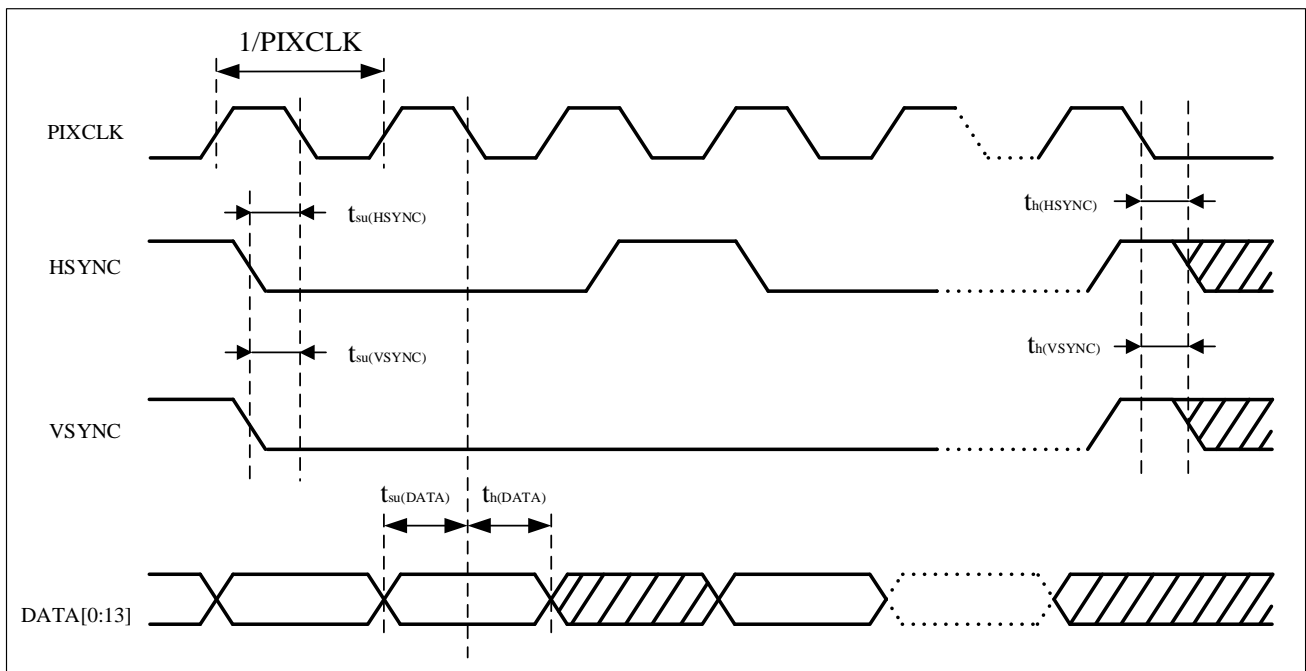 1/PIXCLK
PIXCLK
tsu(HSYNC)
th(HSYNC)
HSYNC
tsu(VSYNC)
th(VSYNC)
VSYNC
tsu(DATA) th(DATA)
DATA[0:13]